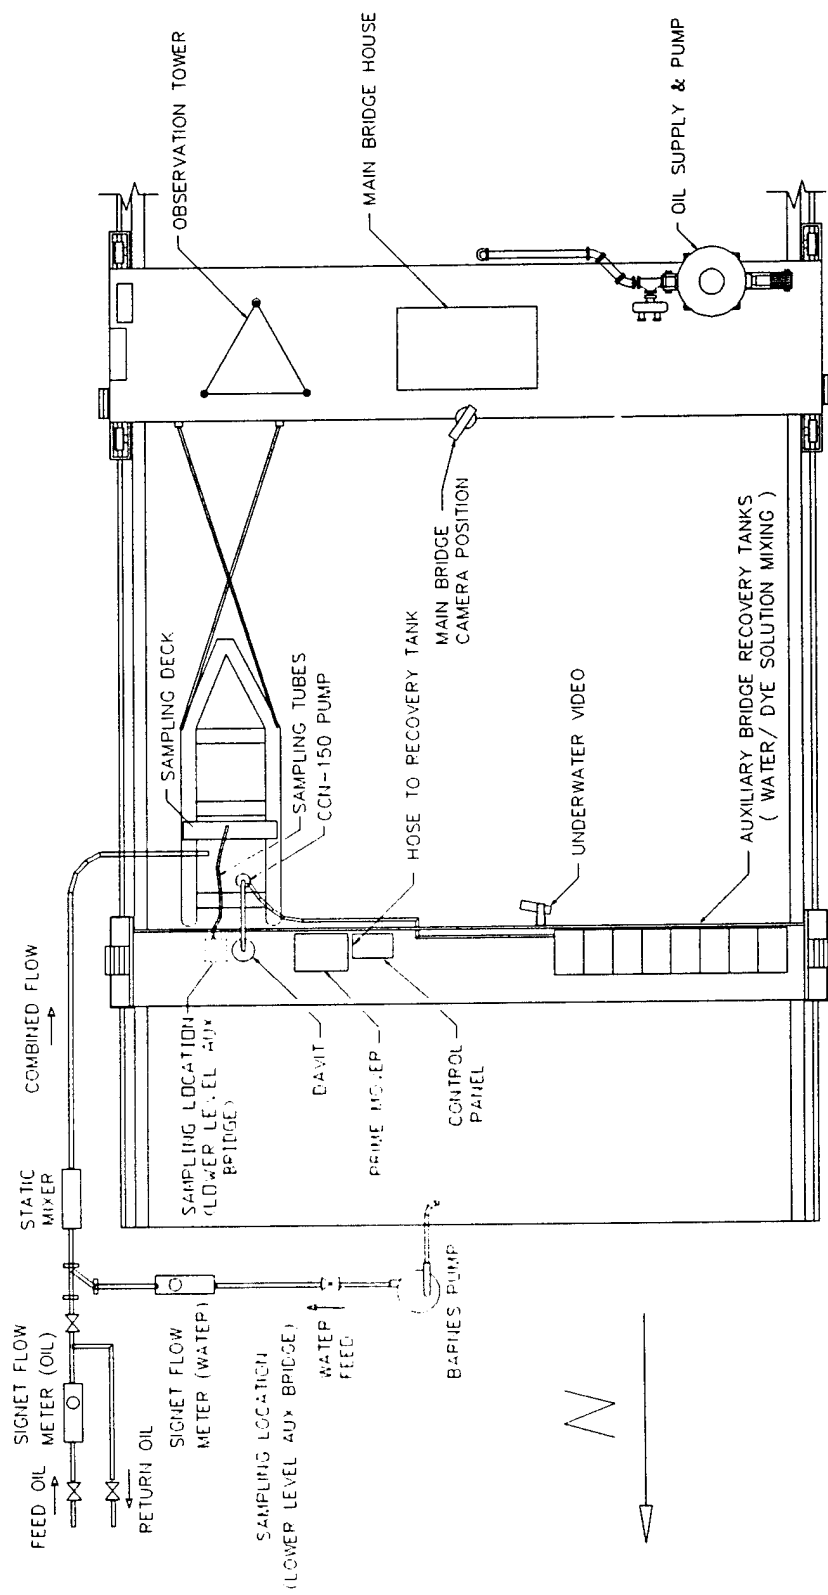 OBSERVATION TOWER
MAIN BRIDGE HOUSE
OIL SUPPLY & PUMP
MAIN BRIDGE
CAMERA POSITION
SAMPLING DECK
SAMPLING TUBES
CCN-150 PUMP
HOSE TO RECOVERY TANK
UNDERWATER VIDEO
AUXILIARY BRIDGE RECOVERY TANKS
( WATER/ DYE SOLUTION MIXING )
COMBINED FLOW
SAMPLING LOCATION
(LOWER LEVEL AUX
BRIDGE)
DAVIT
PRIME MOVER
CONTROL
PANEL
STATIC
MIXER
SIGNET FLOW
METER (OIL)
FEED OIL
RETURN OIL
SIGNET FLOW
METER (WATER)
WATER
FEED
BARNES PUMP
SAMPLING LOCATION
(LOWER LEVEL AUX BRIDGE)
N